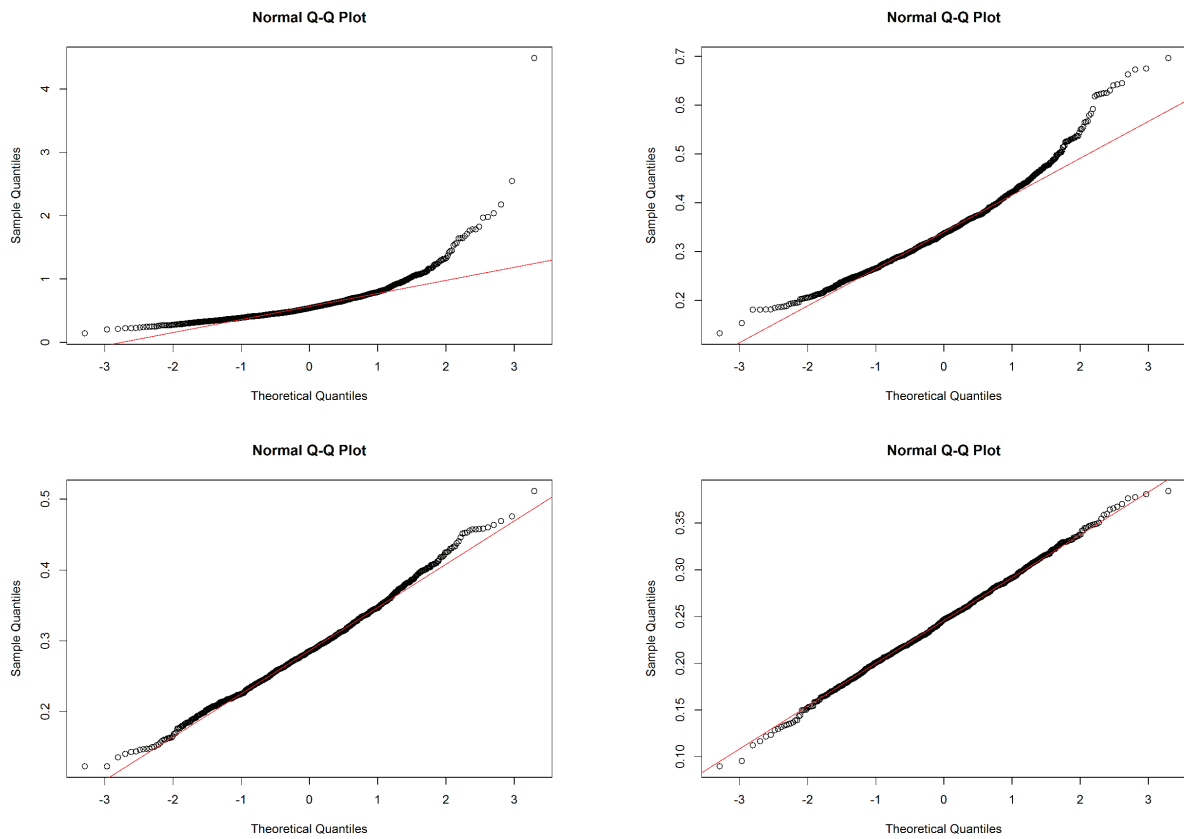 Normal Q-Q Plot
4
3
2
1
0
Sample Quantiles
-3 -2 -1 0 1 2 3
Theoretical Quantiles
Normal Q-Q Plot
0.7
0.6
0.5
0.4
0.3
0.2
Sample Quantiles
-3 -2 -1 0 1 2 3
Theoretical Quantiles
Normal Q-Q Plot
0.5
0.4
0.3
0.2
Sample Quantiles
-3 -2 -1 0 1 2 3
Theoretical Quantiles
Normal Q-Q Plot
0.35
0.30
0.25
0.20
0.15
0.10
Sample Quantiles
-3 -2 -1 0 1 2 3
Theoretical Quantiles